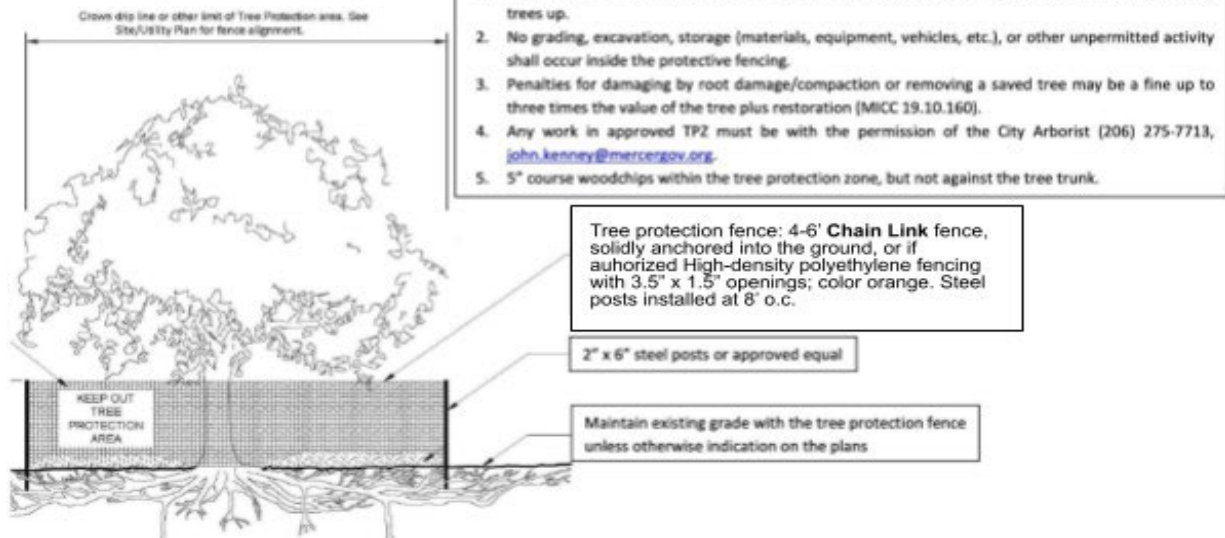 Crown drip line or other limit of Tree Protection area. See
Site/Utility Plan for fence alignment.
trees up.
2. No grading, excavation, storage (materials, equipment, vehicles, etc.), or other unpermitted activity
shall occur inside the protective fencing.
3. Penalties for damaging by root damage/compaction or removing a saved tree may be a fine up to
three times the value of the tree plus restoration (MICC 19.10.160).
4. Any work in approved TPZ must be with the permission of the City Arborist (206) 275-7713,
john.kenney@mercergov.org.
5. 5" course woodchips within the tree protection zone, but not against the tree trunk.
Tree protection fence: 4-6' Chain Link fence,
solidly anchored into the ground, or if
auhorized High-density polyethylene fencing
with 3.5" x 1.5" openings; color orange. Steel
posts installed at 8' o.c.
2" x 6" steel posts or approved equal
KEEP OUT
TREE
PROTECTION
AREA
Maintain existing grade with the tree protection fence
unless otherwise indication on the plans